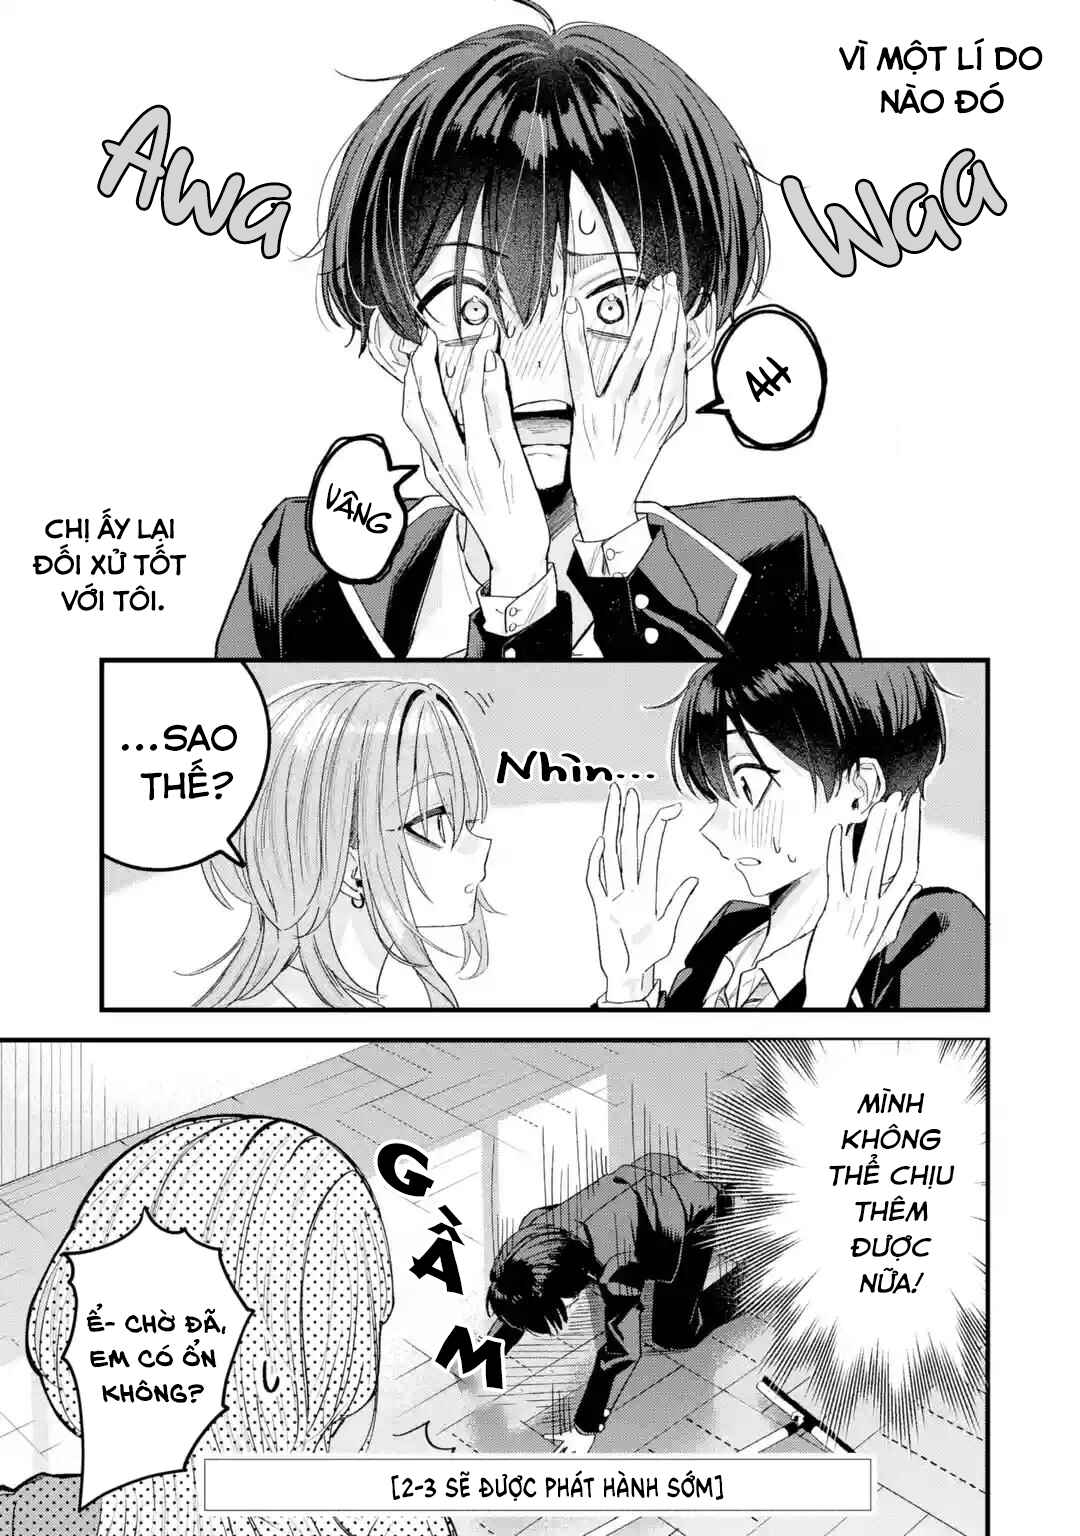 VÌ MỘT LÍ DO
NÀO ĐÓ
AWA
WAA
AH
VÂNG
CHỊ ẤY LẠI
ĐỐI XỬ TỐT
VỚI TÔI.
...SAO
THẾ?
Nhìn...
MÌNH
KHÔNG
THỂ CHỊU
THÊM
ĐƯỢC
NỮA!
GẦM
Ể- CHỜ ĐÃ,
EM CÓ ỔN
KHÔNG?
[2-3 SẼ ĐƯỢC PHÁT HÀNH SỚM]